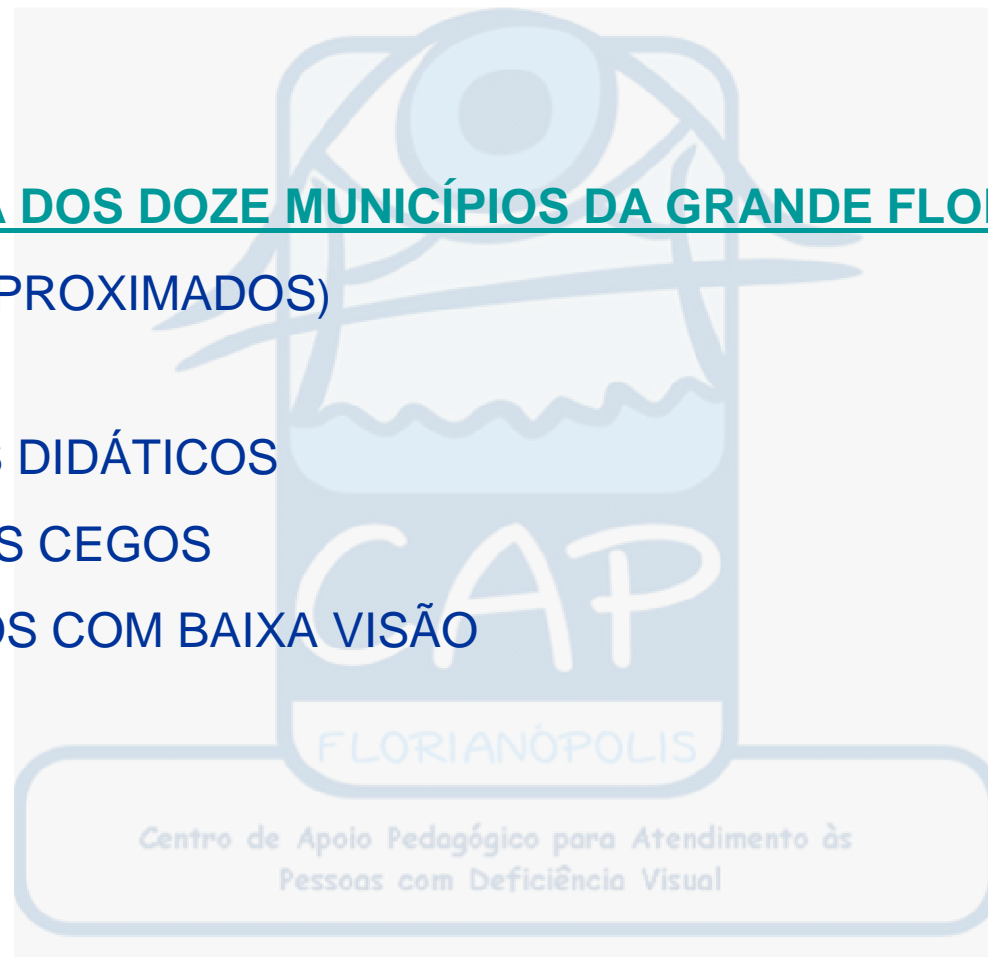 A DOS DOZE MUNICÍPIOS DA GRANDE FLO
PROXIMADOS)
S DIDÁTICOS
S CEGOS
OS COM BAIXA VISÃO
CAP
FLORIANÓPOLIS
Centro de Apoio Pedagógico para Atendimento às
Pessoas com Deficiência Visual